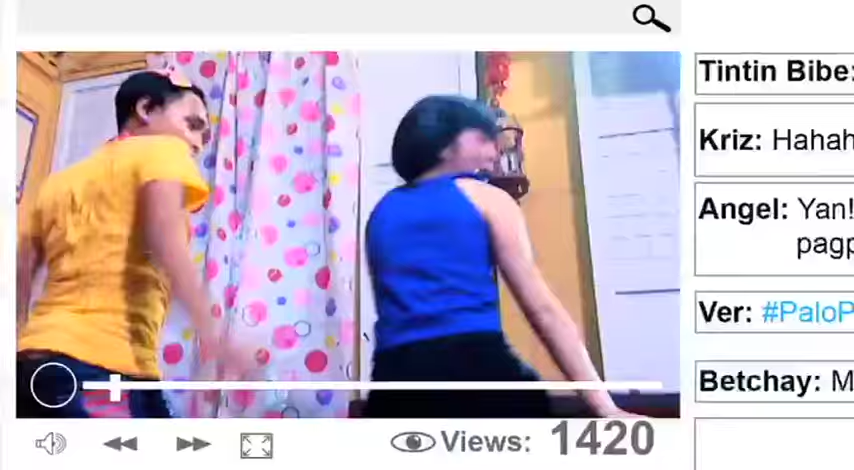 Tintin Bibe:
Kriz: Hahah
Angel: Yan!
pagp
Ver: #PaloP
Betchay: M
Views: 1420